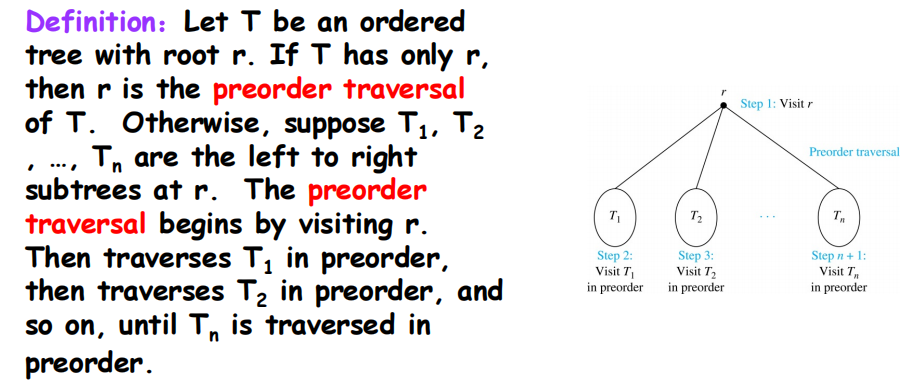 Definition: Let T be an ordered
tree with root r. If T has only r,
then r is the preorder traversal
of T. Otherwise, suppose T₁, T₂
, …, Tₙ are the left to right
subtrees at r. The preorder
traversal begins by visiting r.
Then traverses T₁ in preorder,
then traverses T₂ in preorder, and
so on, until Tₙ is traversed in
preorder.
r
Step 1: Visit r
Preorder traversal
T₁
T₂
. . .
Tₙ
Step 2:
Visit T₁
in preorder
Step 3:
Visit T₂
in preorder
Step n + 1:
Visit Tₙ
in preorder